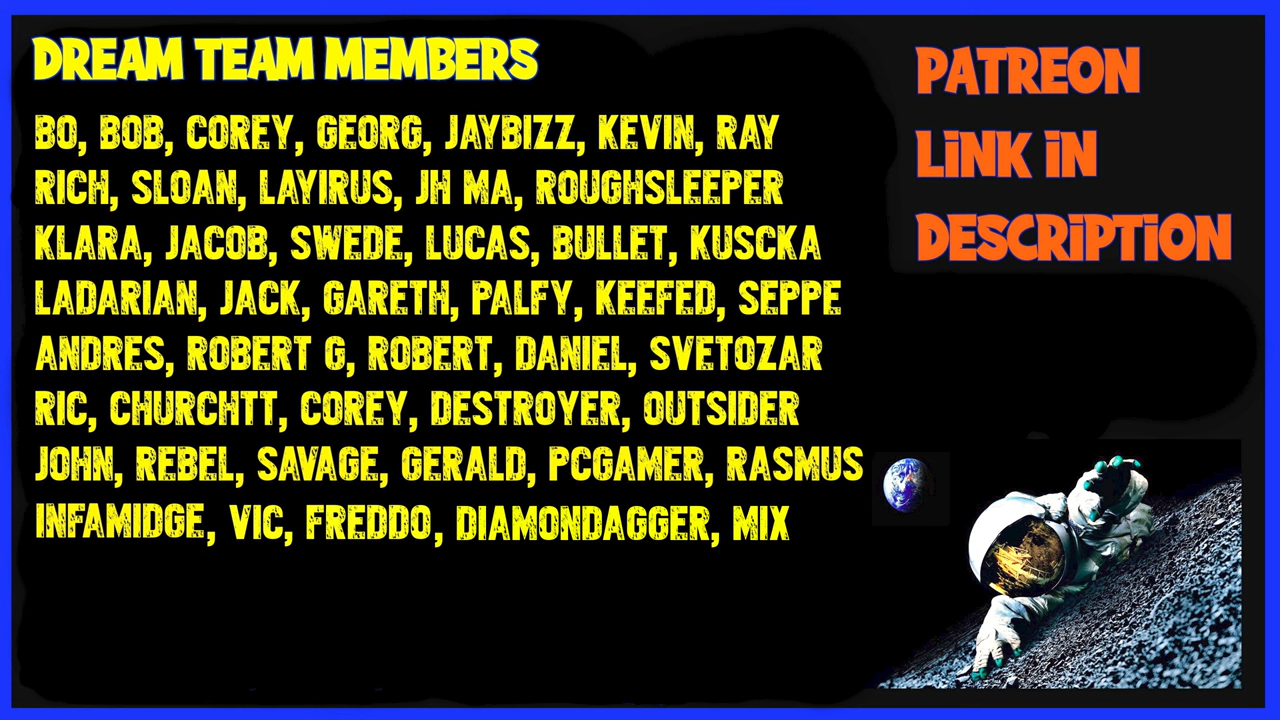 DREAM TEAM MEMBERS
BO, BOB, COREY, GEORG, JAYBIZZ, KEVIN, RAY
RICH, SLOAN, LAYIRUS, JH MA, ROUGHSLEEPER
KLARA, JACOB, SWEDE, LUCAS, BULLET, KUSCKA
LADARIAN, JACK, GARETH, PALFY, KEEFED, SEPPE
ANDRES, ROBERT G, ROBERT, DANIEL, SVETOZAR
RIC, CHURCHTT, COREY, DESTROYER, OUTSIDER
JOHN, REBEL, SAVAGE, GERALD, PCGAMER, RASMUS
INFAMIDGE, VIC, FREDDO, DIAMONDAGGER, MIX
PATREON
LiNK iN
DESCRiPTiON